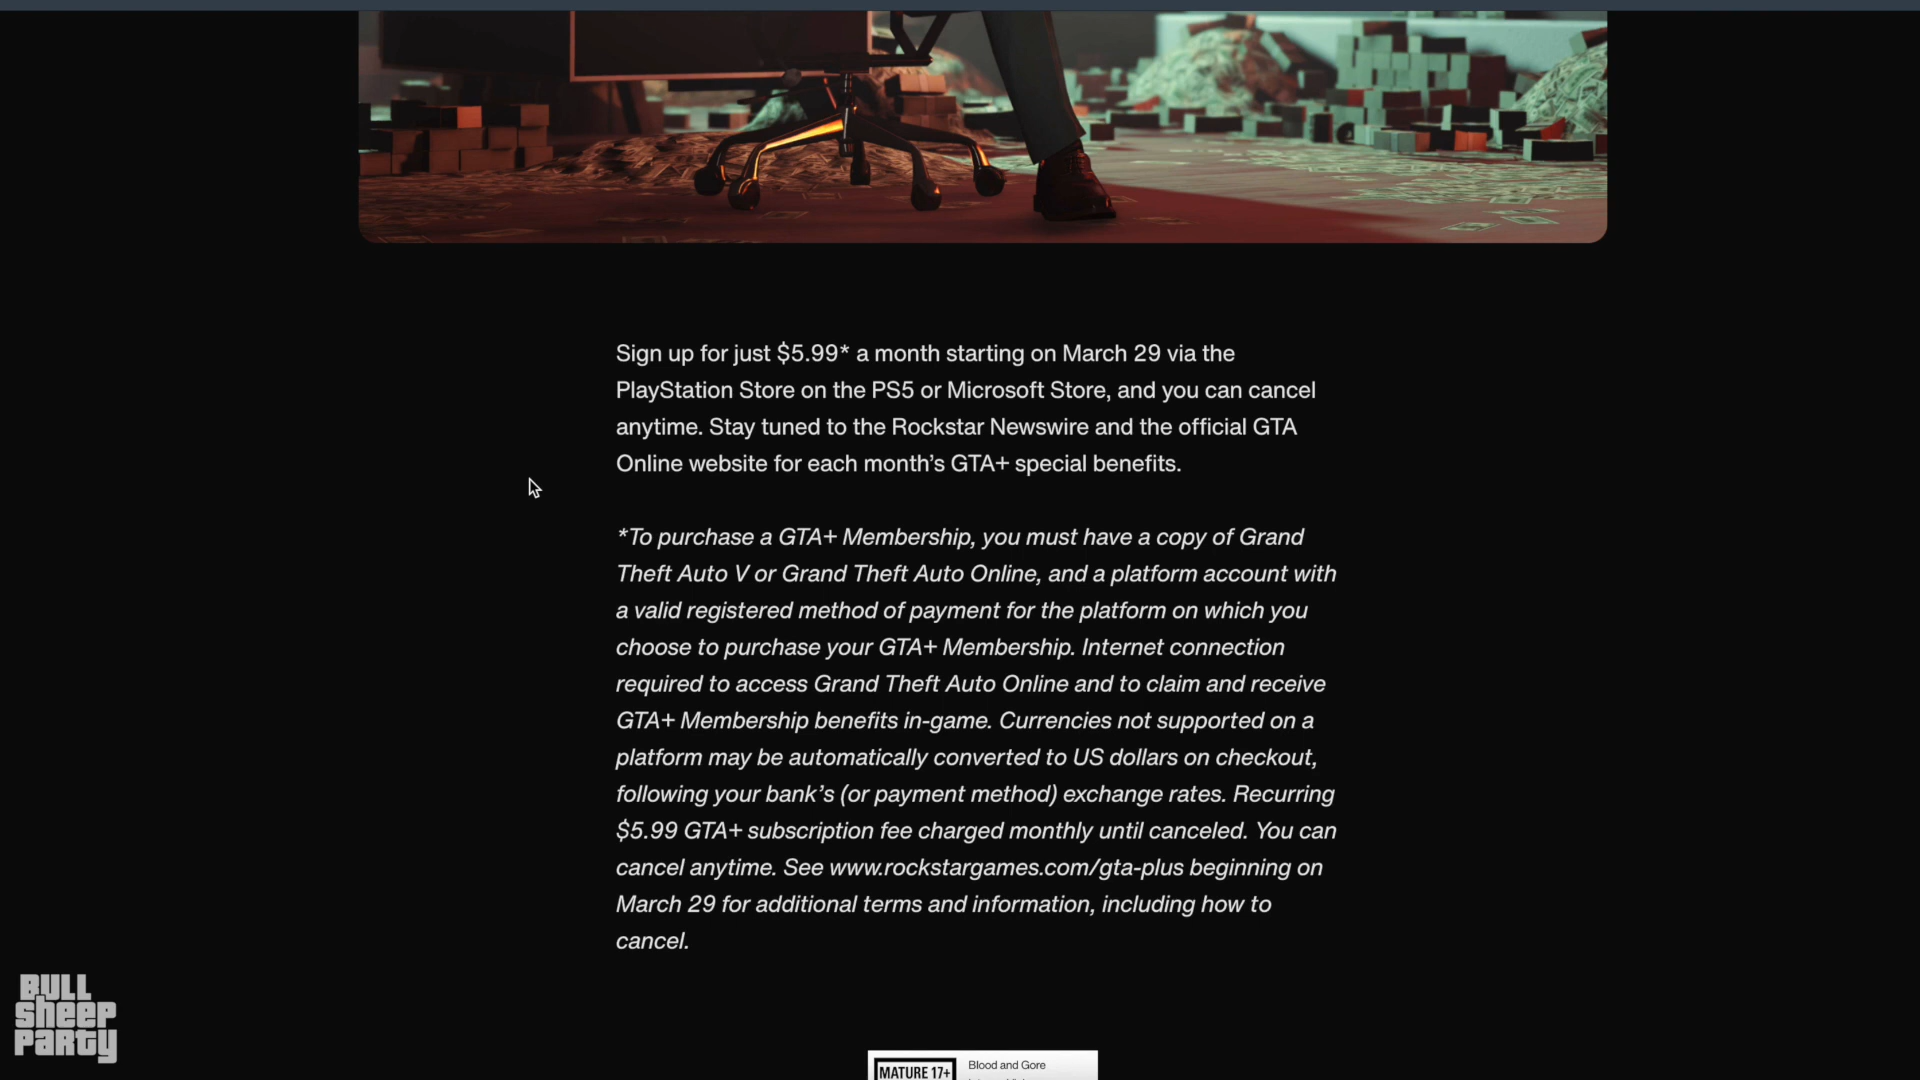 Sign up for just $5.99* a month starting on March 29 via the
PlayStation Store on the PS5 or Microsoft Store, and you can cancel
anytime. Stay tuned to the Rockstar Newswire and the official GTA
Online website for each month’s GTA+ special benefits.
*To purchase a GTA+ Membership, you must have a copy of Grand
Theft Auto V or Grand Theft Auto Online, and a platform account with
a valid registered method of payment for the platform on which you
choose to purchase your GTA+ Membership. Internet connection
required to access Grand Theft Auto Online and to claim and receive
GTA+ Membership benefits in-game. Currencies not supported on a
platform may be automatically converted to US dollars on checkout,
following your bank’s (or payment method) exchange rates. Recurring
$5.99 GTA+ subscription fee charged monthly until canceled. You can
cancel anytime. See www.rockstargames.com/gta-plus beginning on
March 29 for additional terms and information, including how to
cancel.
BULL
sheep
PARTY
MATURE 17+
Blood and Gore